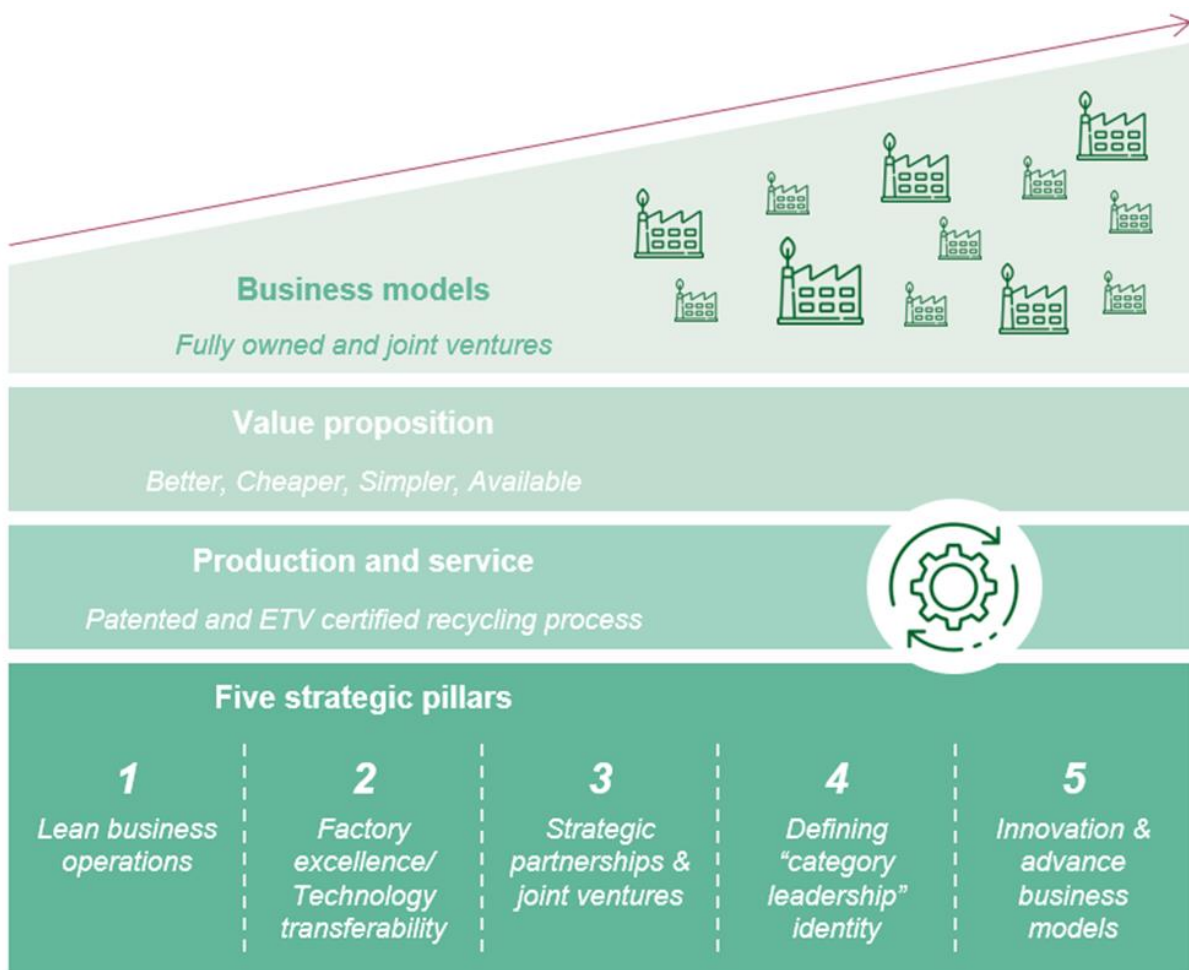 Business models
Fully owned and joint ventures
Value proposition
Better, Cheaper, Simpler, Available
Production and service
Patented and ETV certified recycling process
Five strategic pillars
1
Lean business
operations
2
Factory
excellence/
Technology
transferability
3
Strategic
partnerships &
joint ventures
4
Defining
“category
leadership”
identity
5
Innovation &
advance
business
models